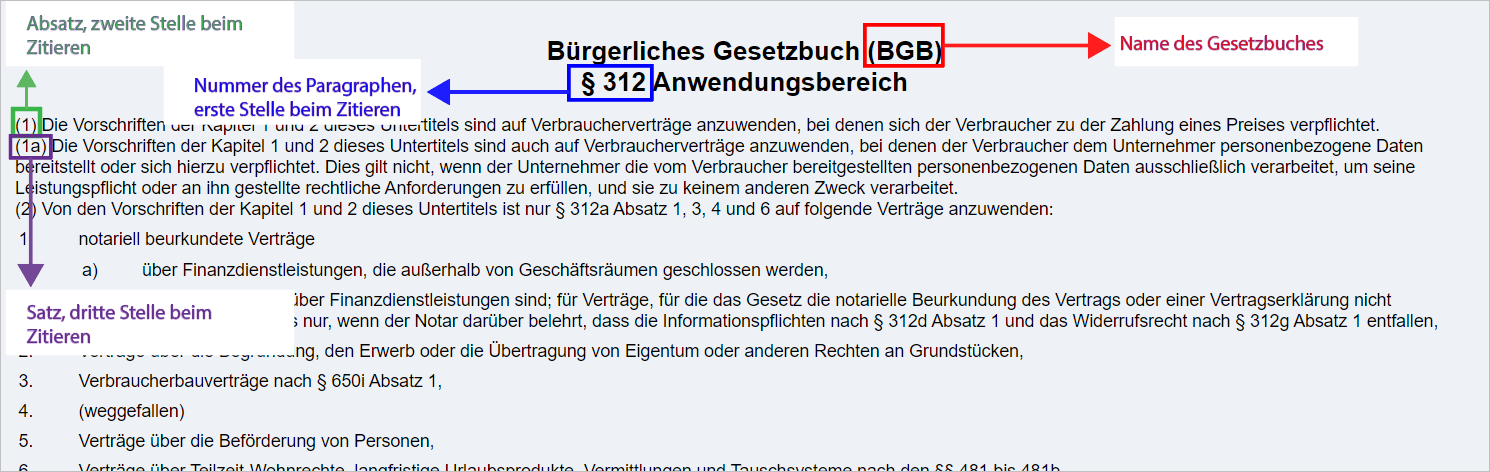 Absatz, zweite Stelle beim
Zitieren
Bürgerliches Gesetzbuch (BGB)
Name des Gesetzbuches
§ 312 Anwendungsbereich
Nummer des Paragraphen,
erste Stelle beim Zitieren
(1) Die Vorschriften der Kapitel 1 und 2 dieses Untertitels sind auf Verbraucherverträge anzuwenden, bei denen sich der Verbraucher zu der Zahlung eines Preises verpflichtet.
(1a) Die Vorschriften der Kapitel 1 und 2 dieses Untertitels sind auch auf Verbraucherverträge anzuwenden, bei denen der Verbraucher dem Unternehmer personenbezogene Daten
bereitstellt oder sich hierzu verpflichtet. Dies gilt nicht, wenn der Unternehmer die vom Verbraucher bereitgestellten personenbezogenen Daten ausschließlich verarbeitet, um seine
Leistungspflicht oder an ihn gestellte rechtliche Anforderungen zu erfüllen, und sie zu keinem anderen Zweck verarbeitet.
(2) Von den Vorschriften der Kapitel 1 und 2 dieses Untertitels ist nur § 312a Absatz 1, 3, 4 und 6 auf folgende Verträge anzuwenden:
1 notariell beurkundete Verträge
a) über Finanzdienstleistungen, die außerhalb von Geschäftsräumen geschlossen werden,
Satz, dritte Stelle beim
Zitieren
über Finanzdienstleistungen sind; für Verträge, für die das Gesetz die notarielle Beurkundung des Vertrags oder einer Vertragserklärung nicht
nur, wenn der Notar darüber belehrt, dass die Informationspflichten nach § 312d Absatz 1 und das Widerrufsrecht nach § 312g Absatz 1 entfallen,
2. Verträge über die Begründung, den Erwerb oder die Übertragung von Eigentum oder anderen Rechten an Grundstücken,
3. Verbraucherbauverträge nach § 650i Absatz 1,
4. (weggefallen)
5. Verträge über die Beförderung von Personen,
6. Verträge über Teilzeit-Wohnrechte, langfristige Urlaubsprodukte, Vermittlungen und Tauschsysteme nach den §§ 481 bis 481b